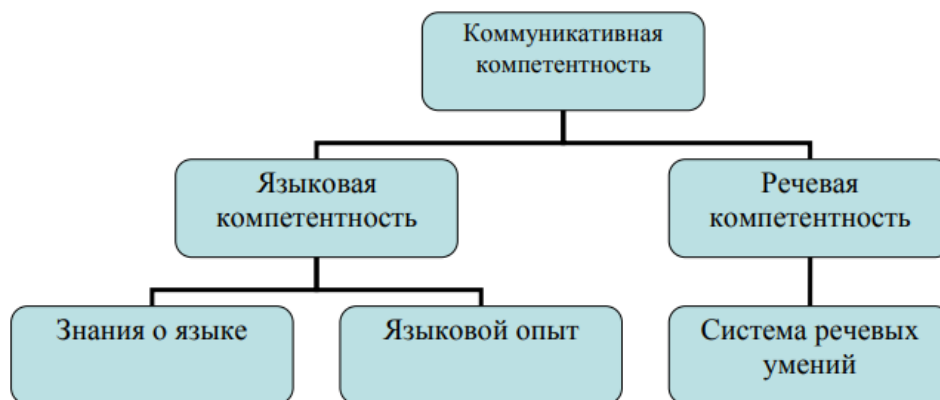 Коммуникативная
компетентность
Языковая
компетентность
Речевая
компетентность
Знания о языке
Языковой опыт
Система речевых
умений